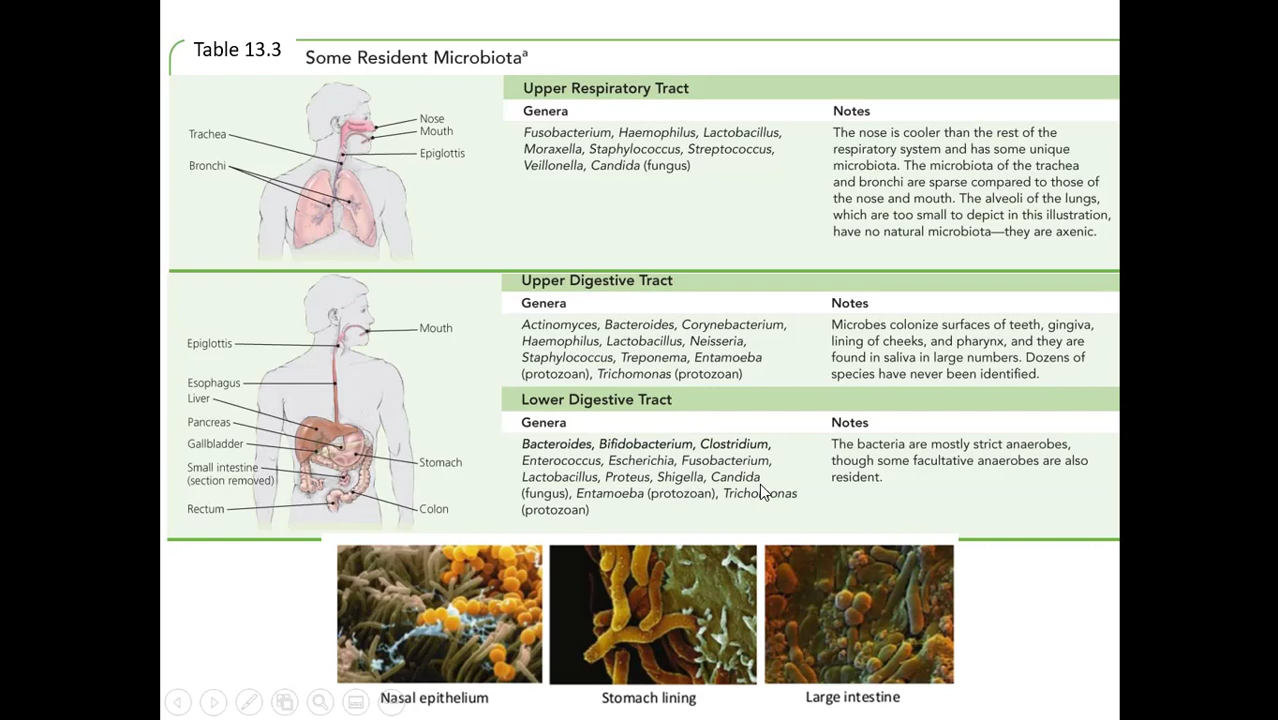 Table 13.3
Some Resident Microbiotaª
Upper Respiratory Tract
Genera
Notes
Fusobacterium, Haemophilus, Lactobacillus,
Moraxella, Staphylococcus, Streptococcus,
Veillonella, Candida (fungus)
The nose is cooler than the rest of the
respiratory system and has some unique
microbiota. The microbiota of the trachea
and bronchi are sparse compared to those of
the nose and mouth. The alveoli of the lungs,
which are too small to depict in this illustration,
have no natural microbiota—they are axenic.
Nose
Mouth
Epiglottis
Trachea
Bronchi
Upper Digestive Tract
Genera
Notes
Actinomyces, Bacteroides, Corynebacterium,
Haemophilus, Lactobacillus, Neisseria,
Staphylococcus, Treponema, Entamoeba
(protozoan), Trichomonas (protozoan)
Microbes colonize surfaces of teeth, gingiva,
lining of cheeks, and pharynx, and they are
found in saliva in large numbers. Dozens of
species have never been identified.
Lower Digestive Tract
Genera
Notes
Bacteroides, Bifidobacterium, Clostridium,
Enterococcus, Escherichia, Fusobacterium,
Lactobacillus, Proteus, Shigella, Candida
(fungus), Entamoeba (protozoan), Trichomonas
(protozoan)
The bacteria are mostly strict anaerobes,
though some facultative anaerobes are also
resident.
Mouth
Epiglottis
Esophagus
Liver
Pancreas
Gallbladder
Small intestine
(section removed)
Rectum
Stomach
Colon
Nasal epithelium
Stomach lining
Large intestine